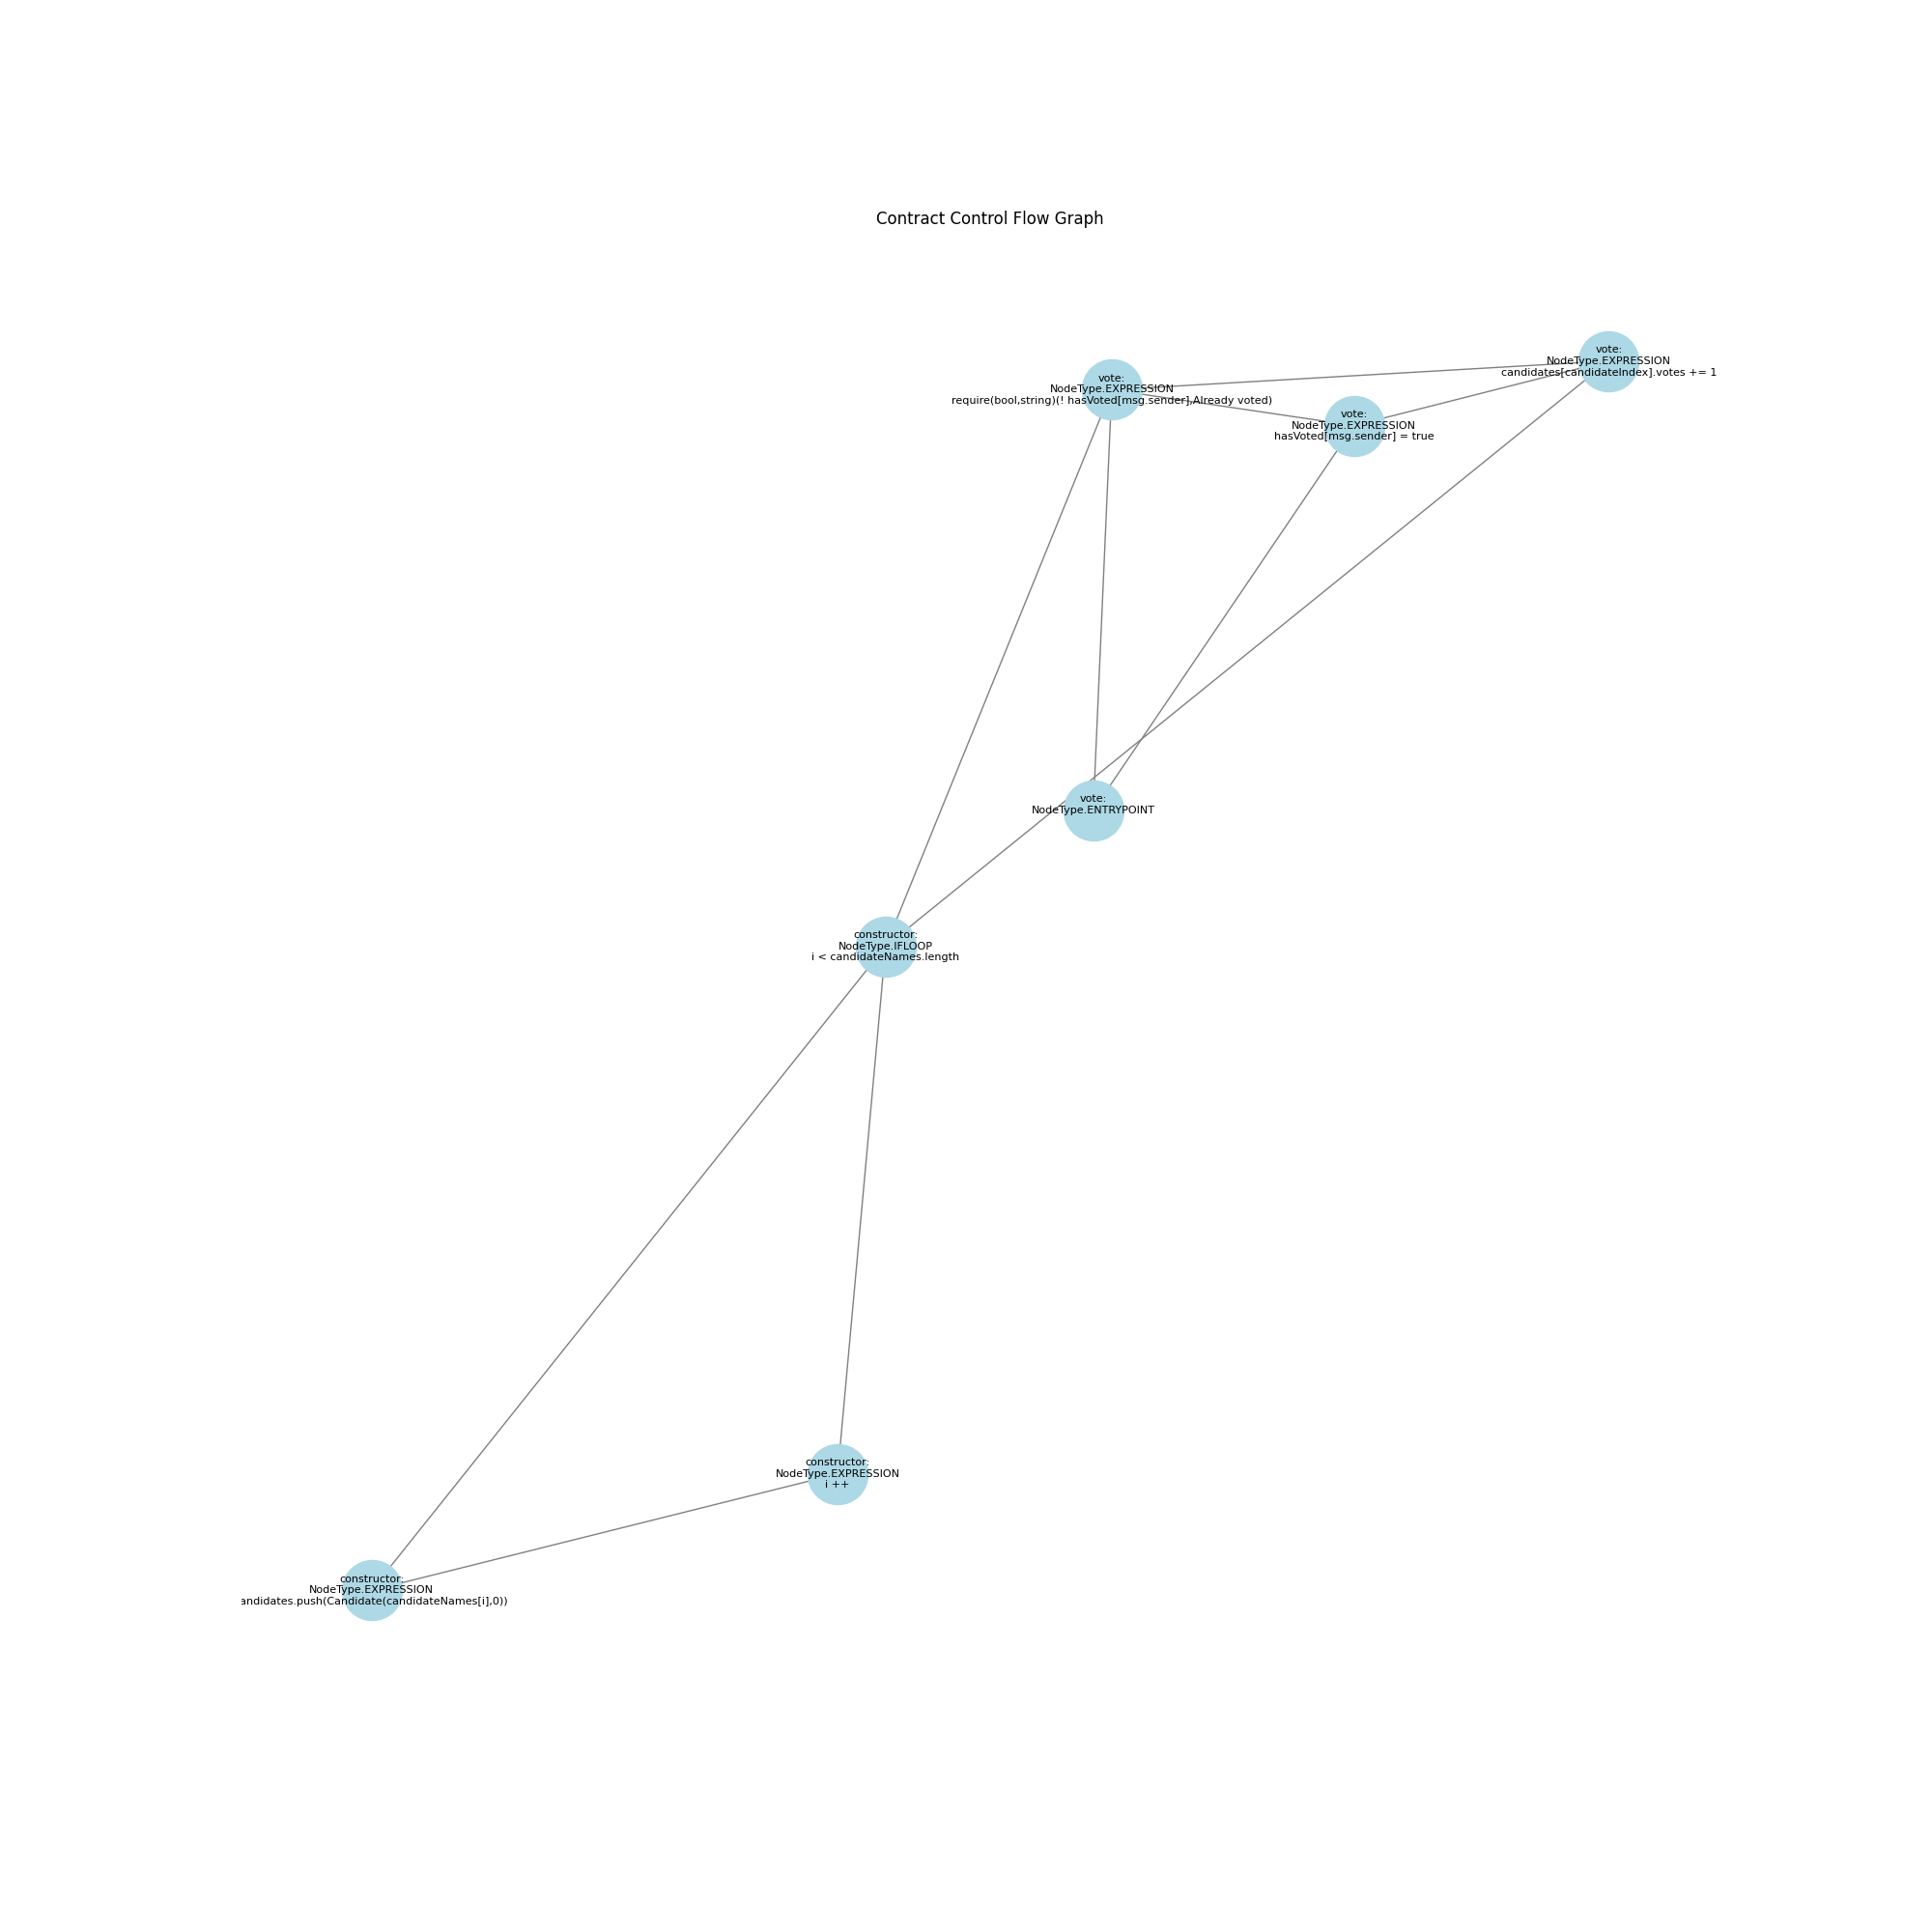 Contract Control Flow Graph
vote:
NodeType.EXPRESSION
candidates[candidateIndex].votes += 1
vote:
NodeType.EXPRESSION
require(bool,string)(! hasVoted[msg.sender],Already voted)
vote:
NodeType.EXPRESSION
hasVoted[msg.sender] = true
vote:
NodeType.ENTRYPOINT
constructor:
NodeType.IFLOOP
i < candidateNames.length
constructor:
NodeType.EXPRESSION
i ++
constructor:
NodeType.EXPRESSION
andidates.push(Candidate(candidateNames[i],0))